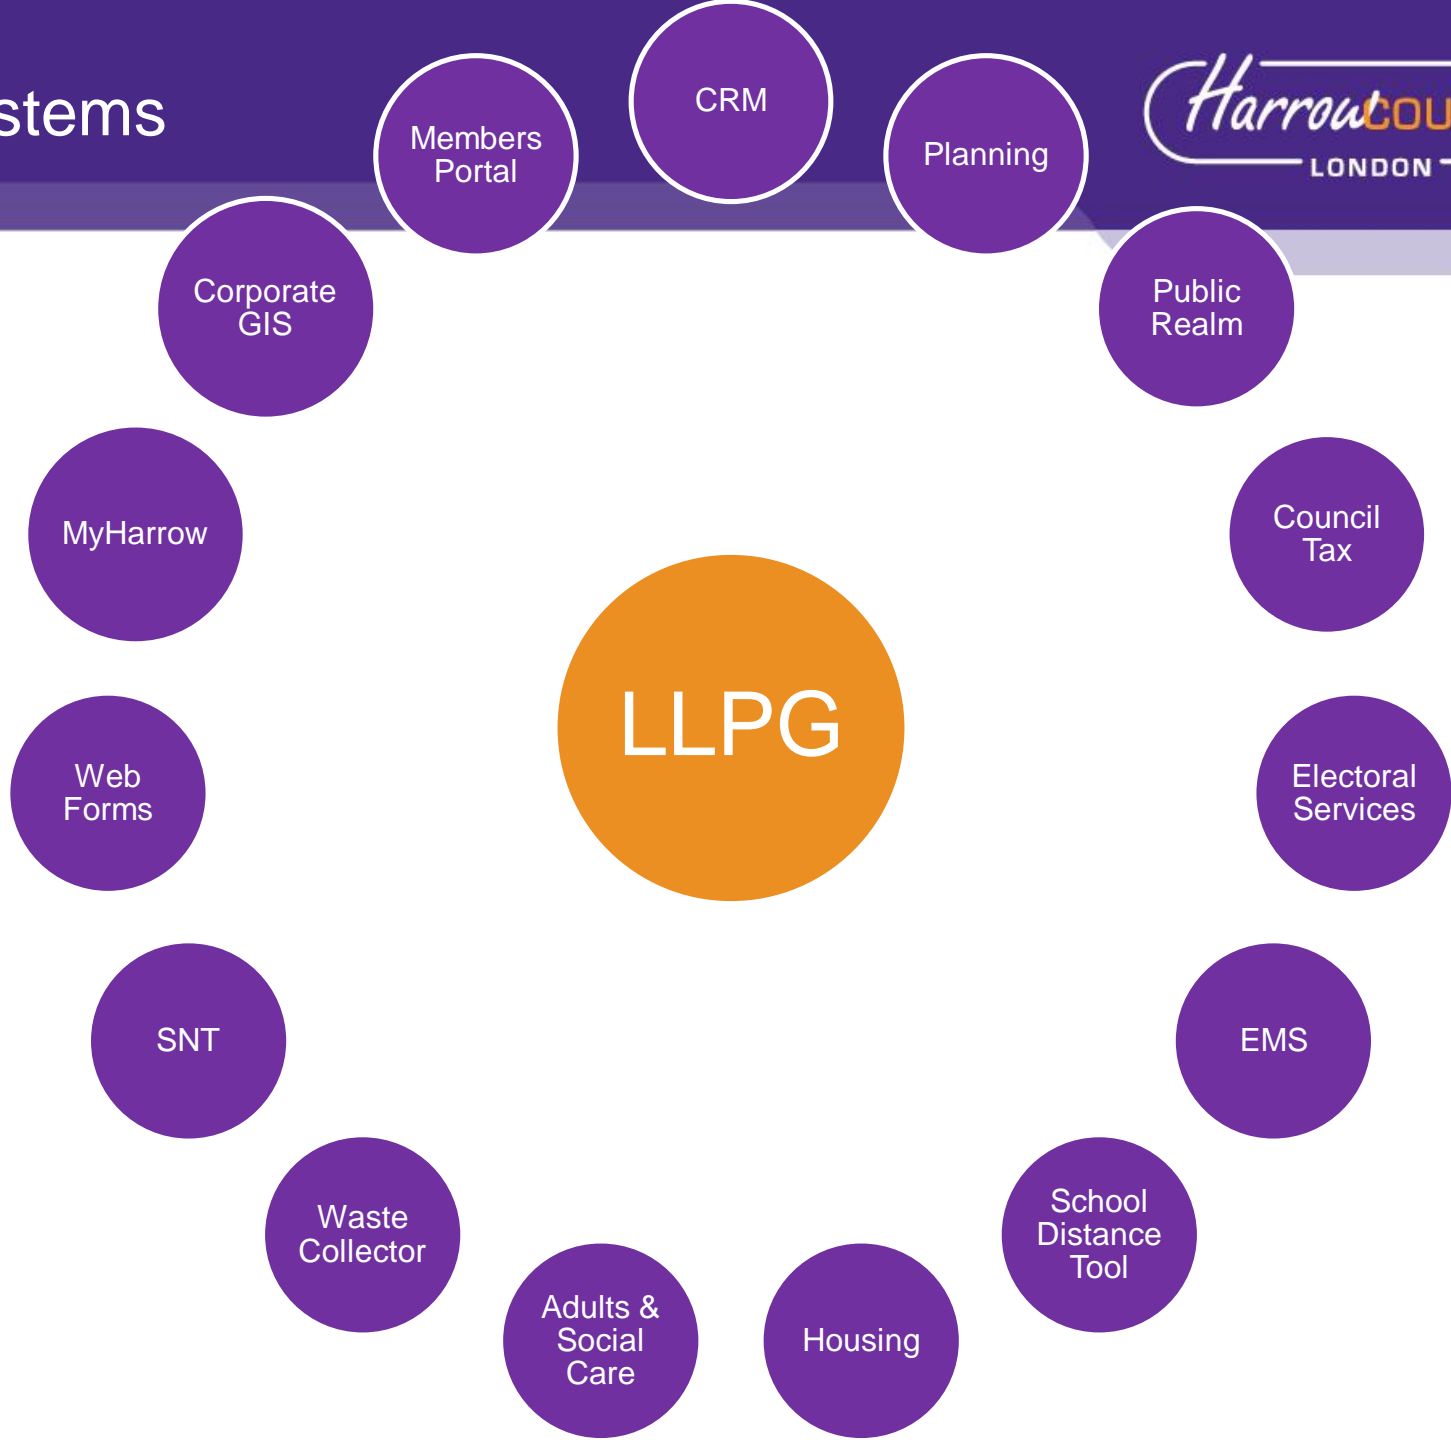 stems
Harrow COU
LONDON
CRM
Planning
Public
Realm
Council
Tax
Electoral
Services
EMS
School
Distance
Tool
Housing
Adults &
Social
Care
Waste
Collector
SNT
Web
Forms
MyHarrow
Corporate
GIS
Members
Portal
LLPG